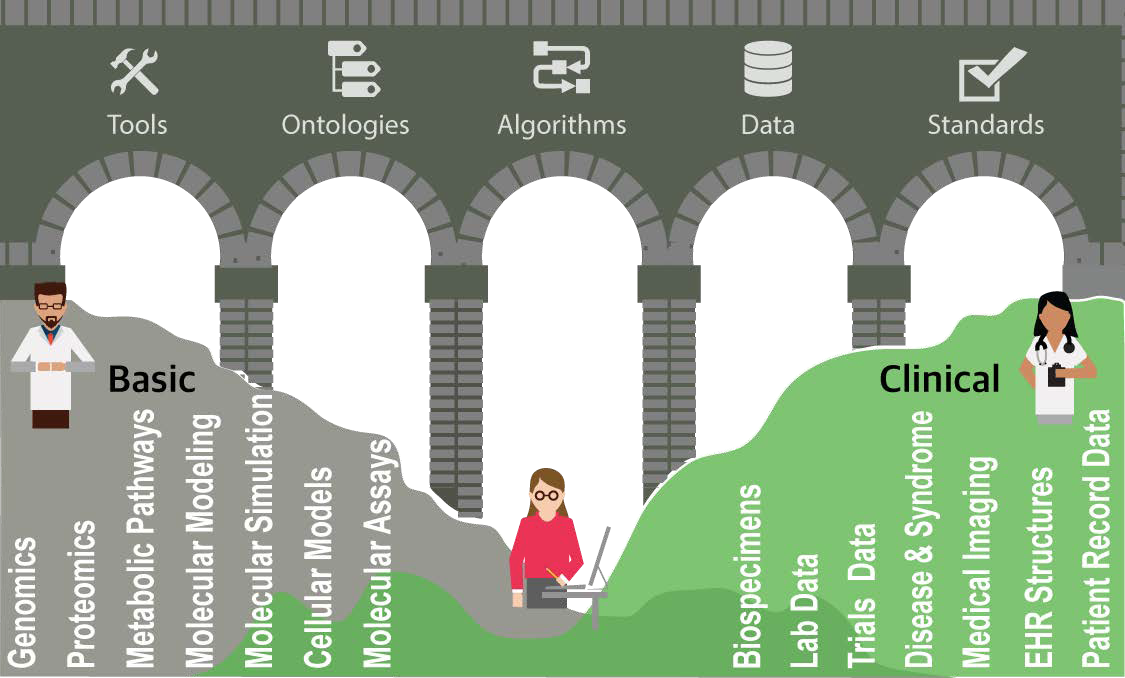 Tools
Ontologies
Algorithms
Data
Standards
Basic
Clinical
Genomics
Proteomics
Metabolic Pathways
Molecular Modeling
Molecular Simulation
Cellular Models
Molecular Assays
Biospecimens
Lab Data
Trials Data
Disease & Syndrome
Medical Imaging
EHR Structures
Patient Record Data